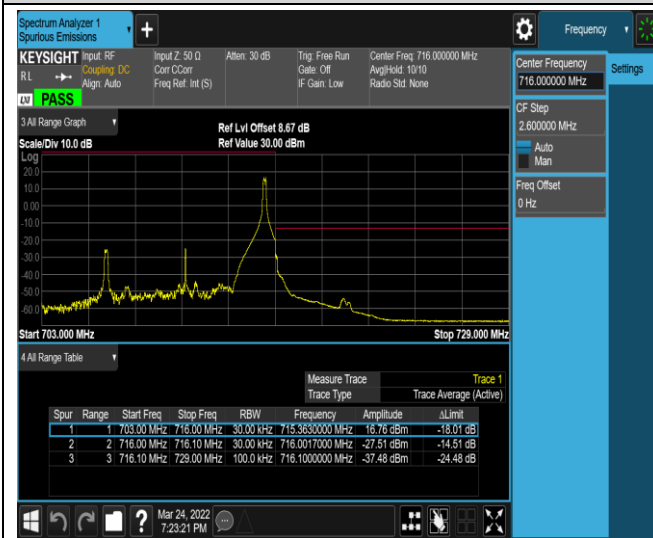 Spectrum Analyzer 1
Spurious Emissions
Frequency
KEYSIGHT
Input: RF
Coupling: DC
Align: Auto
Input Z: 50 Ω
Corr CCorr
Freq Ref: Int (S)
Atten: 30 dB
Trig: Free Run
Gate: Off
IF Gain: Low
Center Freq: 716.000000 MHz
Avg|Hold: 10/10
Radio Std: None
R L
LXI PASS
Center Frequency
716.000000 MHz
Settings
CF Step
2.600000 MHz
Auto
Man
Freq Offset
0 Hz
3 All Range Graph
Scale/Div 10.0 dB
Ref Lvl Offset 8.67 dB
Ref Value 30.00 dBm
Log
20.0
10.0
0.00
-10.0
-20.0
-30.0
-40.0
-50.0
-60.0
Start 703.000 MHz
Stop 729.000 MHz
4 All Range Table
Measure Trace Trace 1
Trace Type Trace Average (Active)
Spur Range Start Freq Stop Freq RBW Frequency Amplitude ΔLimit
1 1 703.00 MHz 716.00 MHz 30.00 kHz 715.3630000 MHz 16.76 dBm -18.01 dB
2 2 716.00 MHz 716.10 MHz 30.00 kHz 716.0017000 MHz -27.51 dBm -14.51 dB
3 3 716.10 MHz 729.00 MHz 100.0 kHz 716.1000000 MHz -37.48 dBm -24.48 dB
Mar 24, 2022
7:23:21 PM